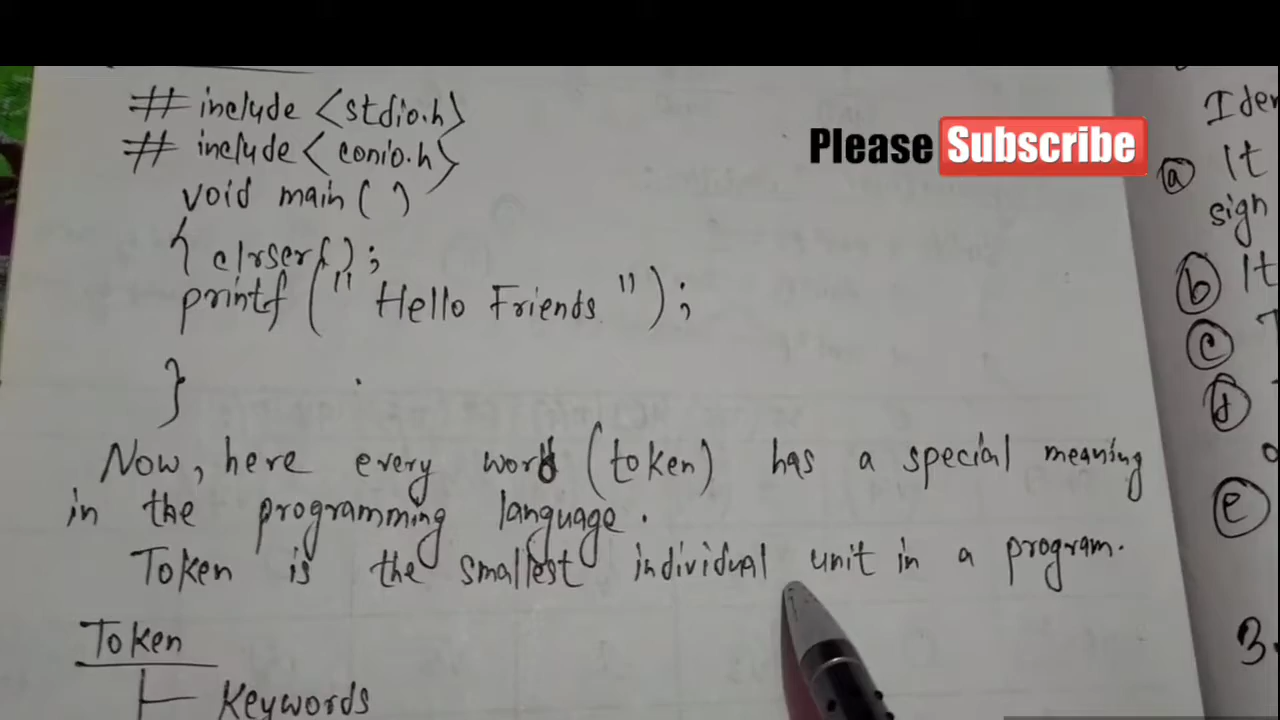 # include <stdio.h>
# include < conio.h>
void main ( )
{ clrscr( );
printf (" Hello Friends ");
}
Now, here every word (token) has a special meaning
in the programming language.
Token is the smallest individual unit in a program.
Token
Keywords
Please Subscribe
Iden
(a) It
sign
(b) It
(c)
(d)
(e)
3.